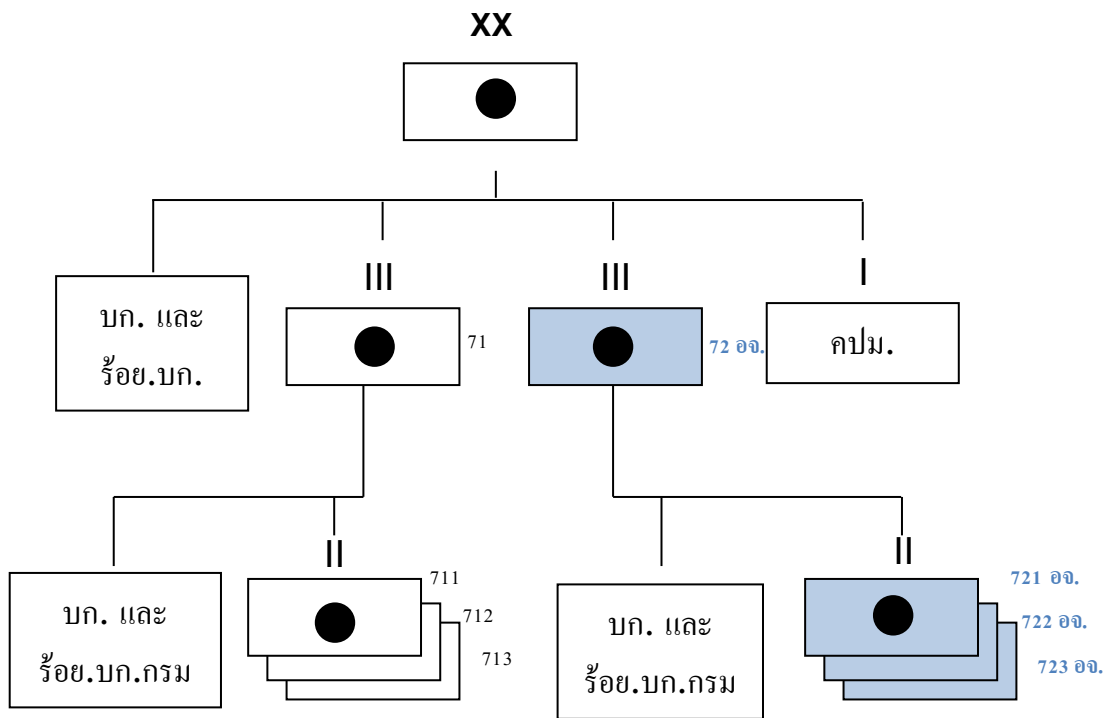 XX
III
III
I
บก. และ
ร้อย.บก.
71
72 อจ.
คปม.
II
II
บก. และ
ร้อย.บก.กรม
711
712
713
บก. และ
ร้อย.บก.กรม
721 อจ.
722 อจ.
723 อจ.